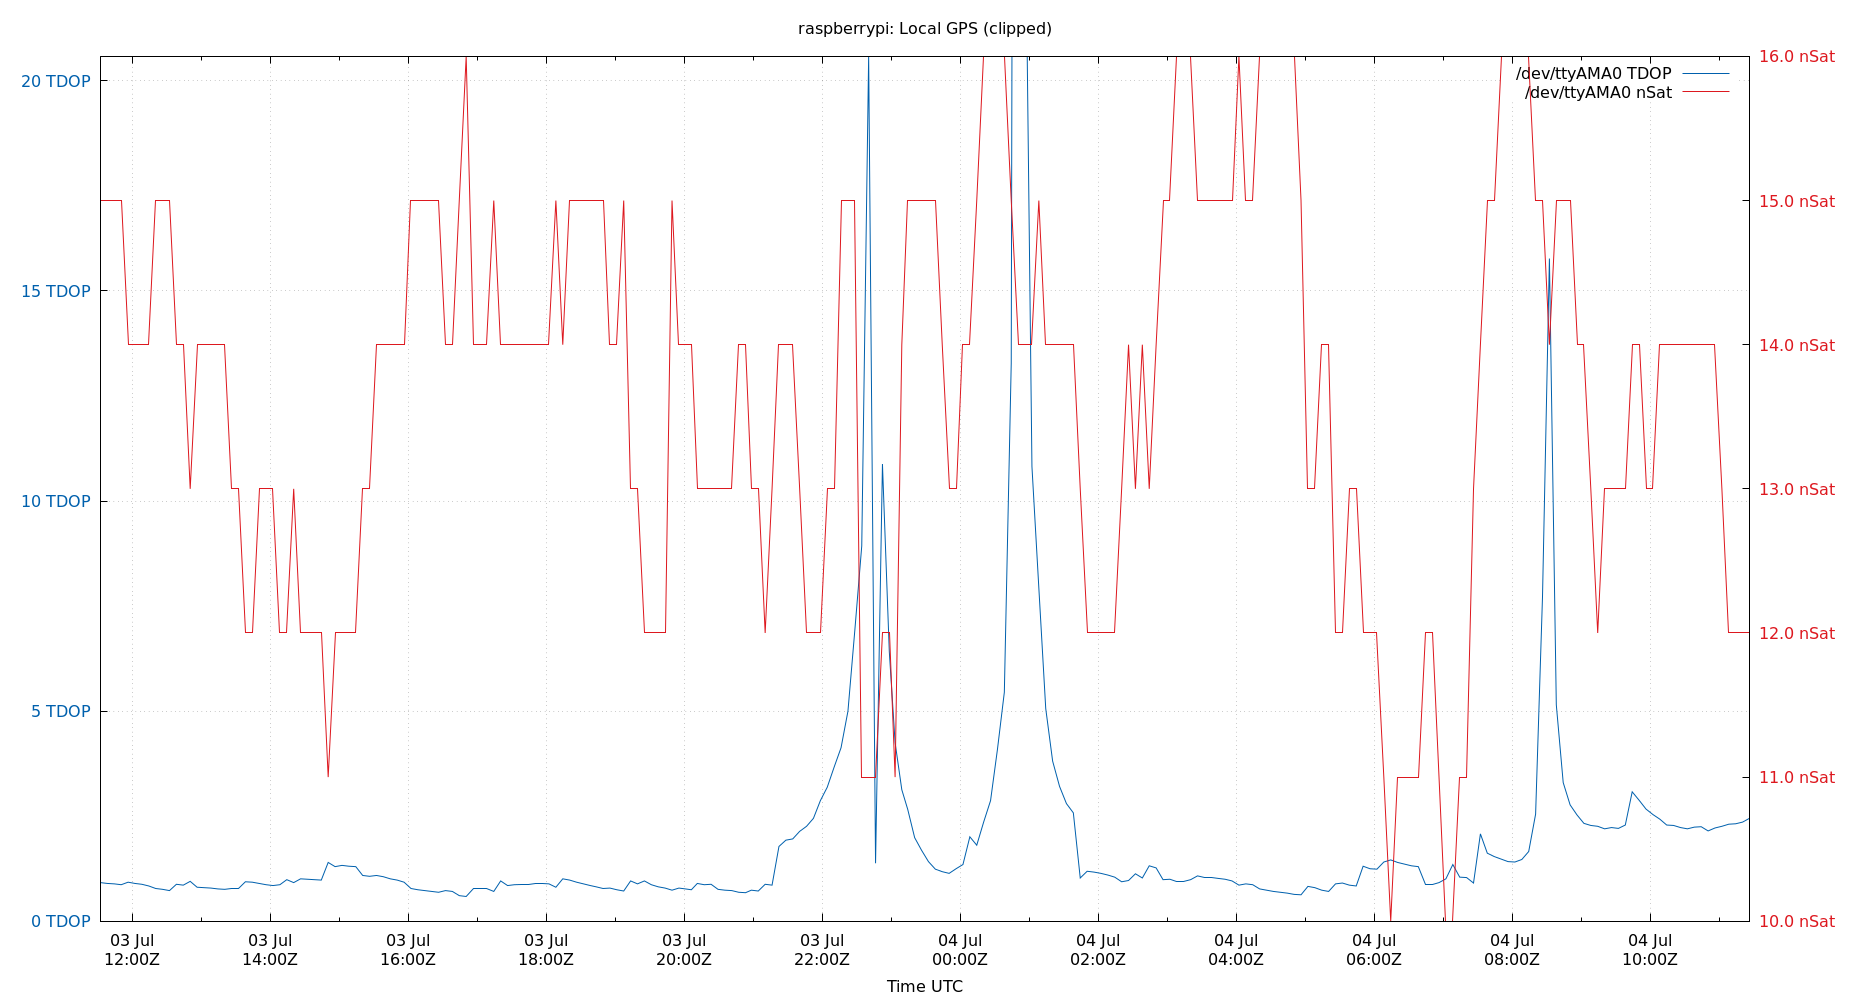 raspberrypi: Local GPS (clipped)
20 TDOP
15 TDOP
10 TDOP
5 TDOP
0 TDOP
16.0 nSat
15.0 nSat
14.0 nSat
13.0 nSat
12.0 nSat
11.0 nSat
10.0 nSat
/dev/ttyAMA0 TDOP
/dev/ttyAMA0 nSat
03 Jul 03 Jul 03 Jul 03 Jul 03 Jul 03 Jul 04 Jul 04 Jul 04 Jul 04 Jul 04 Jul 04 Jul
12:00Z 14:00Z 16:00Z 18:00Z 20:00Z 22:00Z 00:00Z 02:00Z 04:00Z 06:00Z 08:00Z 10:00Z
Time UTC